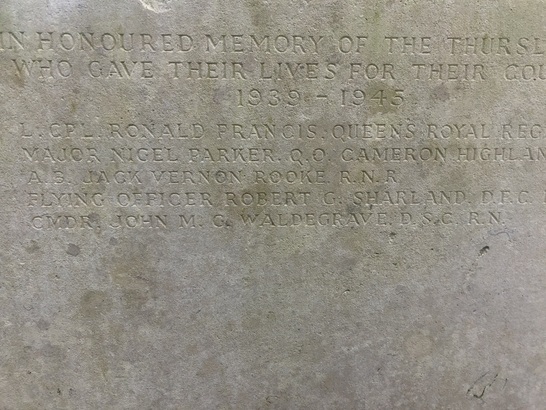 IN HONOURED MEMORY OF THE THURSL
WHO GAVE THEIR LIVES FOR THEIR COU
1939 - 1945
L. CPL. RONALD FRANCIS. QUEENS ROYAL REG
MAJOR NIGEL PARKER. Q.O. CAMERON HIGHLAN
A.B. JACK VERNON ROOKE. R.N.R
FLYING OFFICER ROBERT G. SHARLAND. D.F.C.
CMDR. JOHN M. G. WALDEGRAVE. D.S.C. R.N.